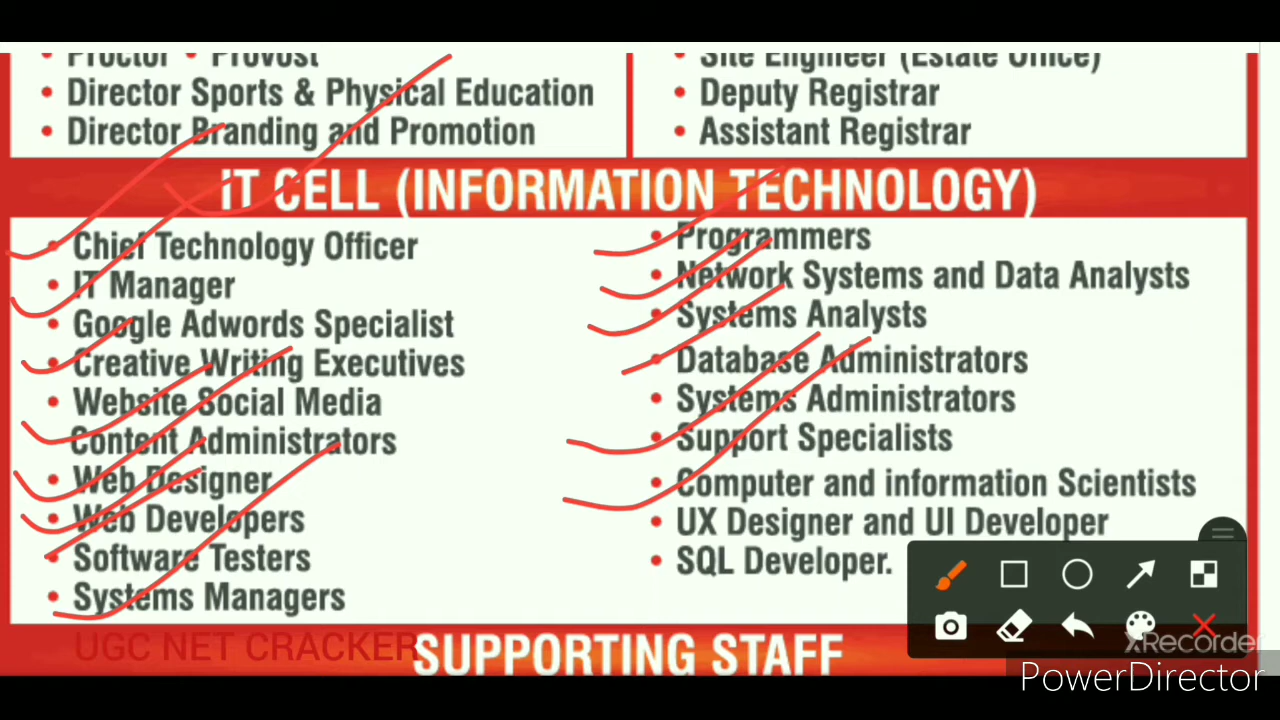 • Proctor • Provost
• Director Sports & Physical Education
• Director Branding and Promotion
• Site Engineer (Estate Office)
• Deputy Registrar
• Assistant Registrar
IT CELL (INFORMATION TECHNOLOGY)
• Chief Technology Officer
• IT Manager
• Google Adwords Specialist
• Creative Writing Executives
• Website Social Media
Content Administrators
• Web Designer
• Web Developers
• Software Testers
• Systems Managers
• Programmers
• Network Systems and Data Analysts
• Systems Analysts
• Database Administrators
• Systems Administrators
• Support Specialists
• Computer and information Scientists
• UX Designer and UI Developer
• SQL Developer.
UGC NET CRACKER
SUPPORTING STAFF
XRecorder
PowerDirector